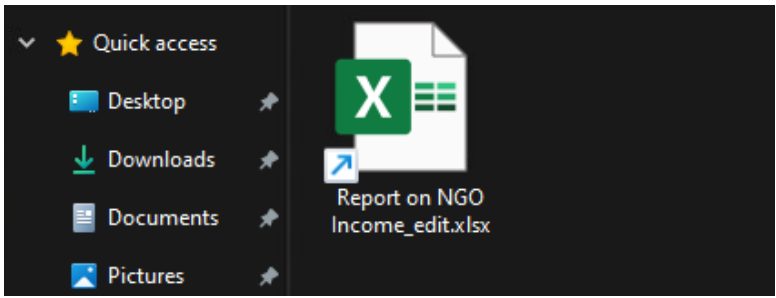 Quick access
Desktop
Downloads
Documents
Pictures
X
Report on NGO
Income_edit.xlsx